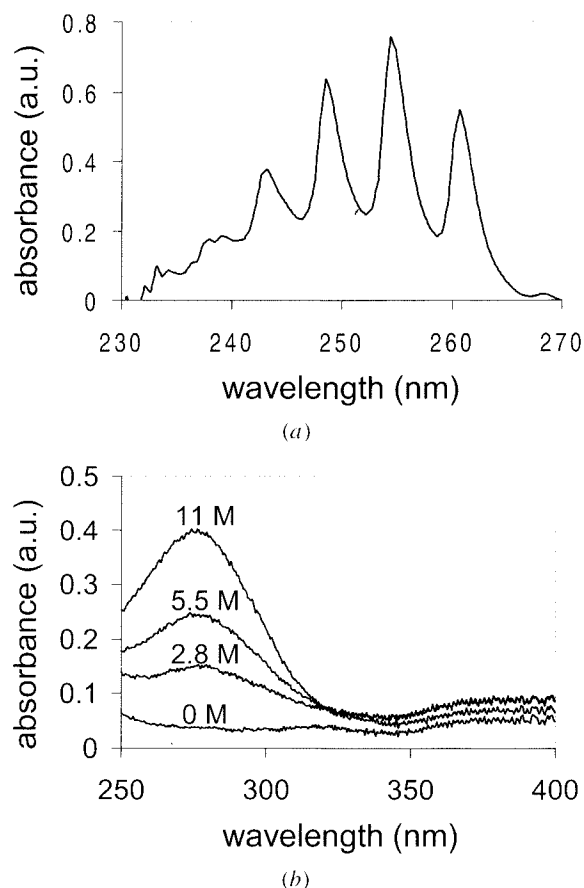 0.8
0.6
0.4
0.2
0
absorbance (a.u.)
230 240 250 260 270
wavelength (nm)
(a)
0.5
0.4
0.3
0.2
0.1
0
absorbance (a.u.)
11 M
5.5 M
2.8 M
0 M
250 300 350 400
wavelength (nm)
(b)